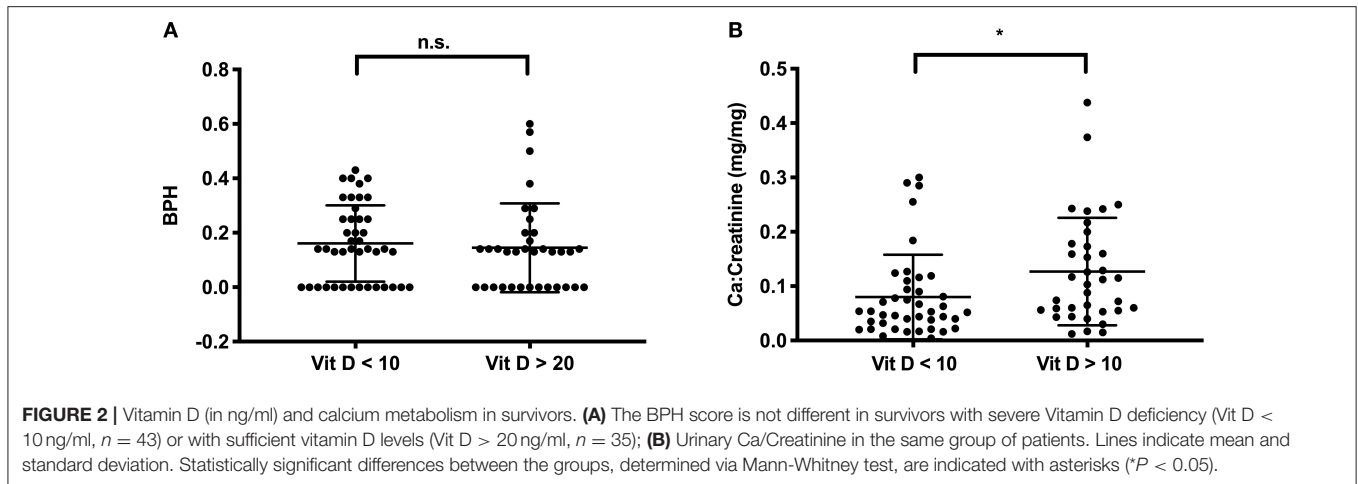 A
n.s.
0.8
0.6
0.4
0.2
0.0
-0.2
BPH
Vit D < 10
Vit D > 20
B
*
0.5
0.4
0.3
0.2
0.1
0.0
Ca:Creatinine (mg/mg)
Vit D < 10
Vit D > 10
FIGURE 2 | Vitamin D (in ng/ml) and calcium metabolism in survivors. (A) The BPH score is not different in survivors with severe Vitamin D deficiency (Vit D <
10 ng/ml, n = 43) or with sufficient vitamin D levels (Vit D > 20 ng/ml, n = 35); (B) Urinary Ca/Creatinine in the same group of patients. Lines indicate mean and
standard deviation. Statistically significant differences between the groups, determined via Mann-Whitney test, are indicated with asterisks (*P < 0.05).